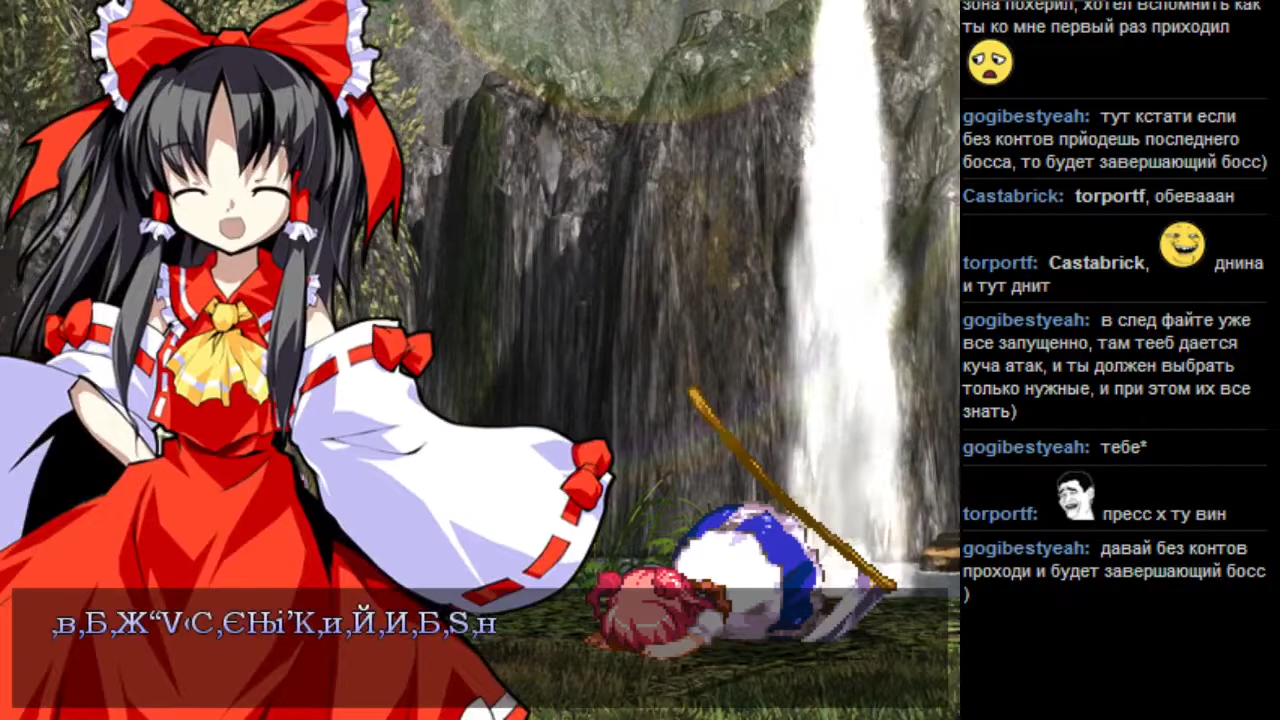 ,в,Б,Ж“V‹С,ЄЊі’К,и,Й,И,Б,Ѕ,н
зона похерил, хотел вспомнить как
ты ко мне первый раз приходил
gogibestyeah: тут кстати если
без контов прйодешь последнего
босса, то будет завершающий босс)
Castabrick: torportf, обевааан
torportf: Castabrick, днина
и тут днит
gogibestyeah: в след файте уже
все запущенно, там тееб дается
куча атак, и ты должен выбрать
только нужные, и при этом их все
знать)
gogibestyeah: тебе*
torportf: пресс х ту вин
gogibestyeah: давай без контов
проходи и будет завершающий босс
)